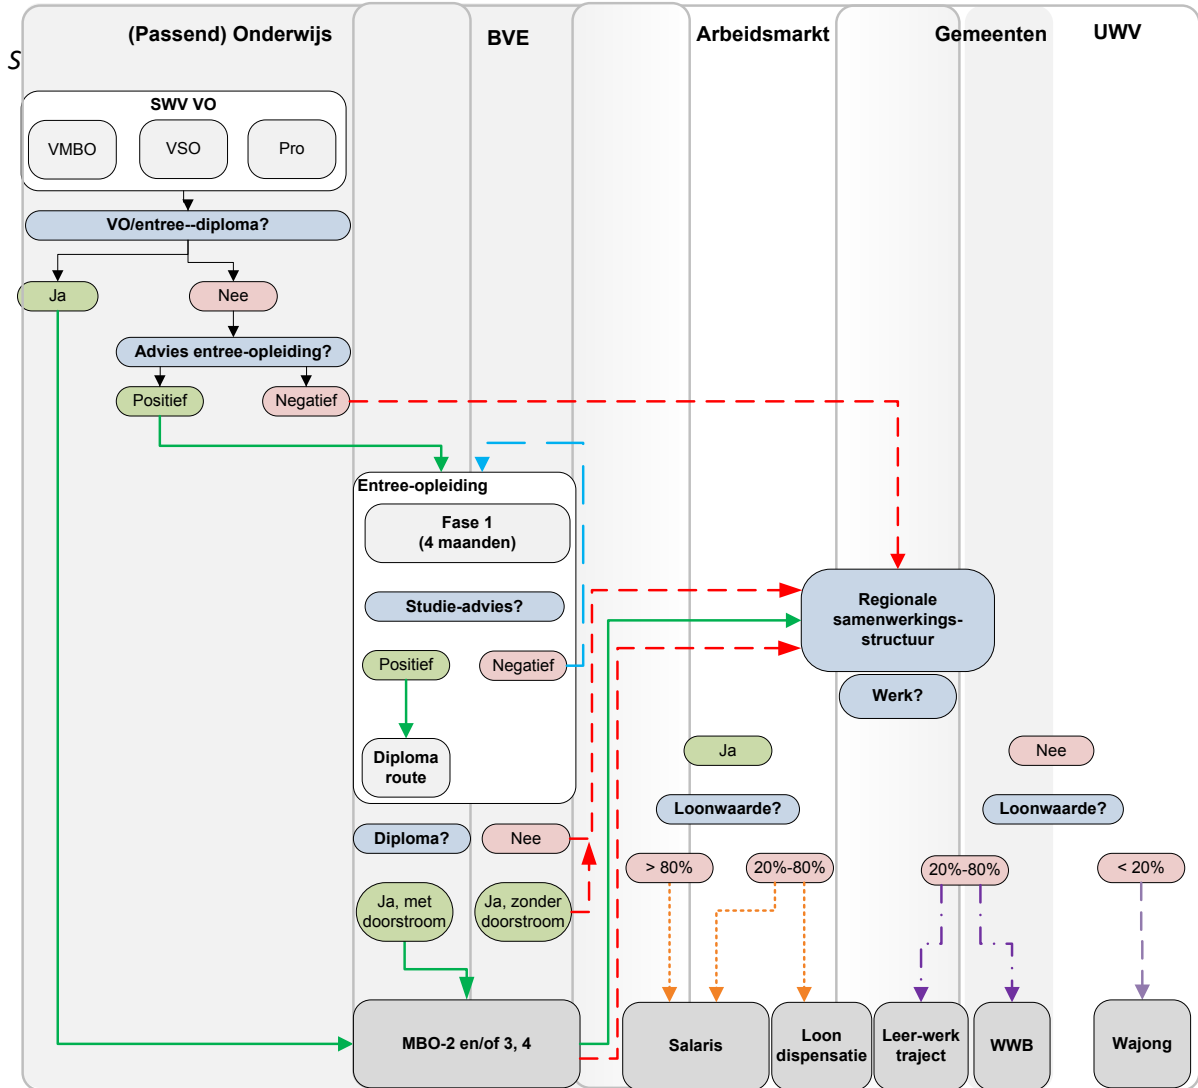 (Passend) Onderwijs
BVE
Arbeidsmarkt
Gemeenten
UWV
S
SWV VO
VMBO
VSO
Pro
VO/entree--diploma?
Ja
Nee
Advies entree-opleiding?
Positief
Negatief
Entree-opleiding
Fase 1
(4 maanden)
Studie-advies?
Positief
Negatief
Diploma
route
Regionale
samenwerkings-
structuur
Werk?
Ja
Nee
Loonwaarde?
Loonwaarde?
Diploma?
Nee
> 80%
20%-80%
20%-80%
< 20%
Ja, met
doorstroom
Ja, zonder
doorstroom
MBO-2 en/of 3, 4
Salaris
Loon
dispensatie
Leer-werk
traject
WWB
Wajong